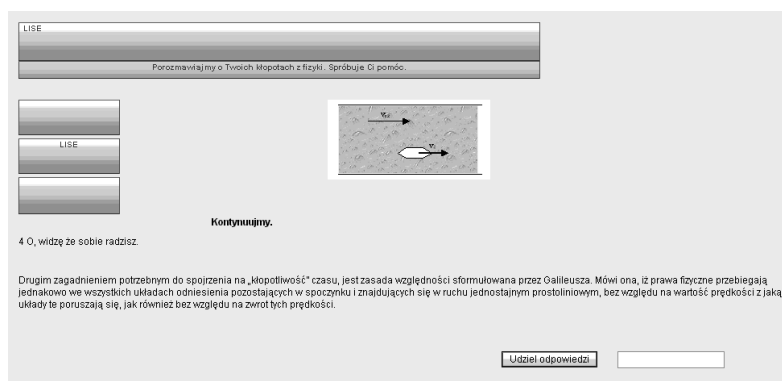 LISE
Porozmawiajmy o Twoich kłopotach z fizyki. Spróbuję Ci pomóc.
LISE
Kontynuujmy.
4 O, widzę że sobie radzisz.
Drugim zagadnieniem potrzebnym do spojrzenia na „kłopotliwość" czasu, jest zasada względności sformułowana przez Galileusza. Mówi ona, iż prawa fizyczne przebiegają
jednakowo we wszystkich układach odniesienia pozostających w spoczynku i znajdujących się w ruchu jednostajnym prostoliniowym, bez względu na wartość prędkości z jaką
układy te poruszają się, jak również bez względu na zwrot tych prędkości.
Udziel odpowiedzi